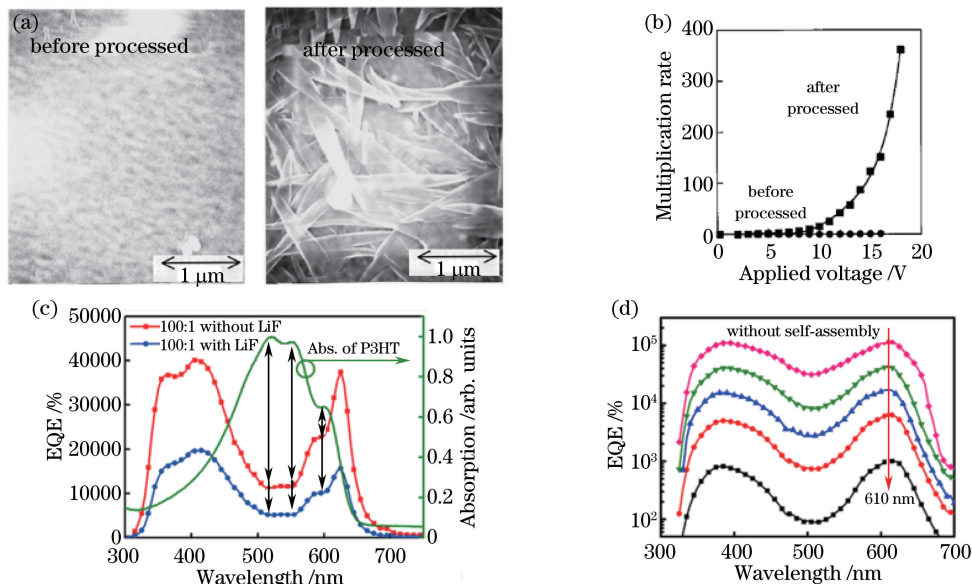 (a)
before processed
after processed
1 μm
1 μm
(b)
400
300
200
100
0
Multiplication rate
after
processed
before
processed
0
5
10
15
20
Applied voltage /V
(c)
50000
40000
30000
20000
10000
0
EQE /%
100:1 without LiF
100:1 with LiF
Abs. of P3HT
1.0
0.8
0.6
0.4
0.2
0
Absorption /arb. units
300
400
500
600
700
Wavelength /nm
(d)
without self-assembly
10⁵
10⁴
10³
10²
EQE /%
610 nm
300
400
500
600
700
Wavelength /nm